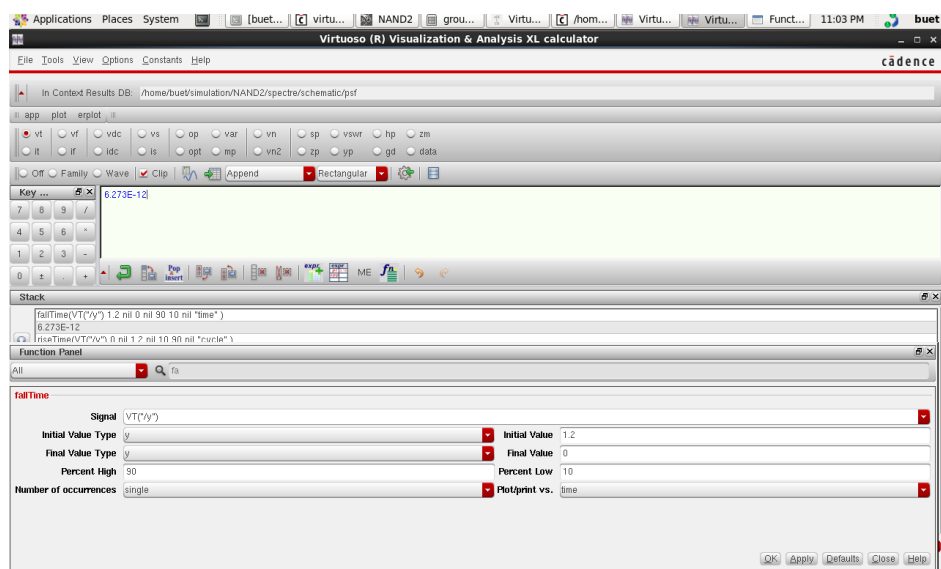 Applications Places System [buet... virtu... NAND2 grou... Virtu... /hom... Virtu... Virtu... Funct... 11:03 PM buet
Virtuoso (R) Visualization & Analysis XL calculator
File Tools View Options Constants Help cādence
In Context Results DB: /home/buet/simulation/NAND2/spectre/schematic/psf
app plot erplot
vt vf vdc vs op var vn sp vswr hp zm
it if idc is opt mp vn2 zp yp gd data
Off Family Wave Clip Append Rectangular
Key ...
6.273E-12
7 8 9 /
4 5 6 *
1 2 3 -
0 ± . +
Pop insert expr expr ME fn
Stack
fallTime(VT("/y") 1.2 nil 0 nil 90 10 nil "time" )
6.273E-12
riseTime(VT("/y") 0 nil 1.2 nil 10 90 nil "cycle" )
Function Panel
All fa
fallTime
Signal VT("/y")
Initial Value Type y Initial Value 1.2
Final Value Type y Final Value 0
Percent High 90 Percent Low 10
Number of occurrences single Plot/print vs. time
OK Apply Defaults Close Help